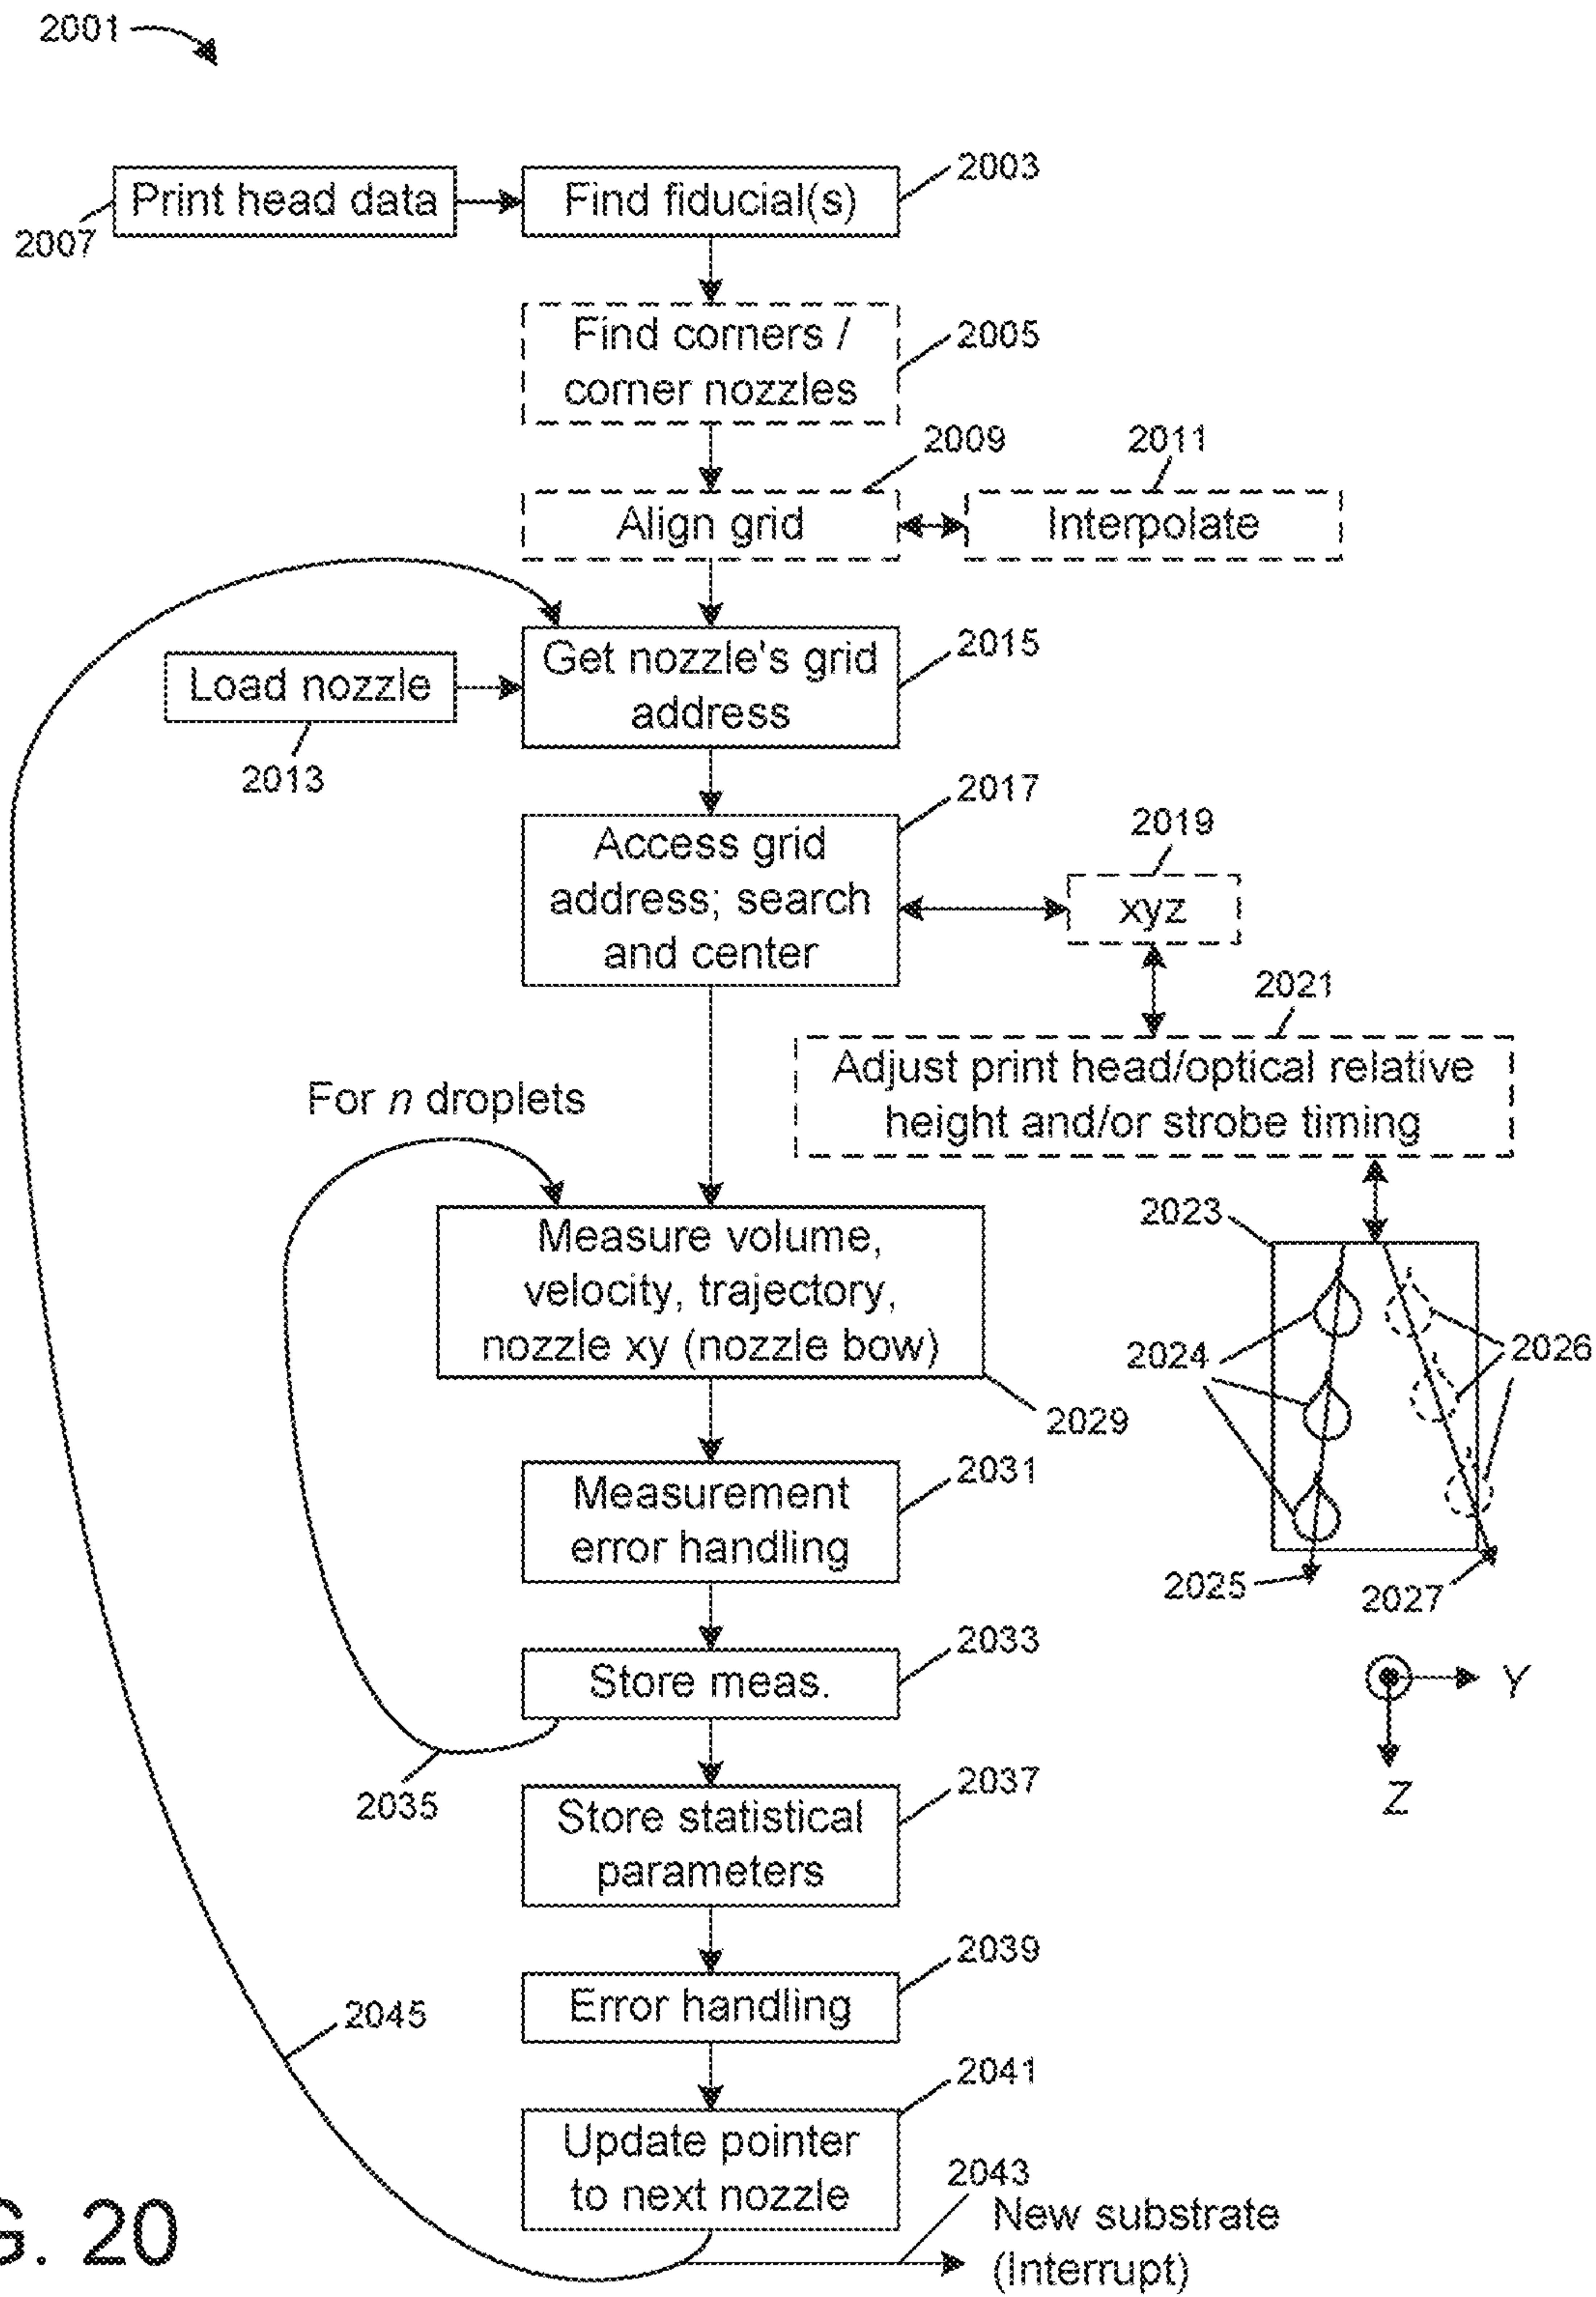 2001
Print head data
2007
Find fiducial(s)
2003
Find corners /
corner nozzles
2005
2009
2011
Align grid
Interpolate
Load nozzle
2013
Get nozzle's grid
address
2015
Access grid
address; search
and center
2017
2019
xyz
2021
Adjust print head/optical relative
height and/or strobe timing
For n droplets
Measure volume,
velocity, trajectory,
nozzle xy (nozzle bow)
2029
2023
2024
2026
2025
2027
Y
Z
Measurement
error handling
2031
Store meas.
2033
2035
Store statistical
parameters
2037
Error handling
2039
2045
Update pointer
to next nozzle
2041
2043
New substrate
(Interrupt)
G. 20